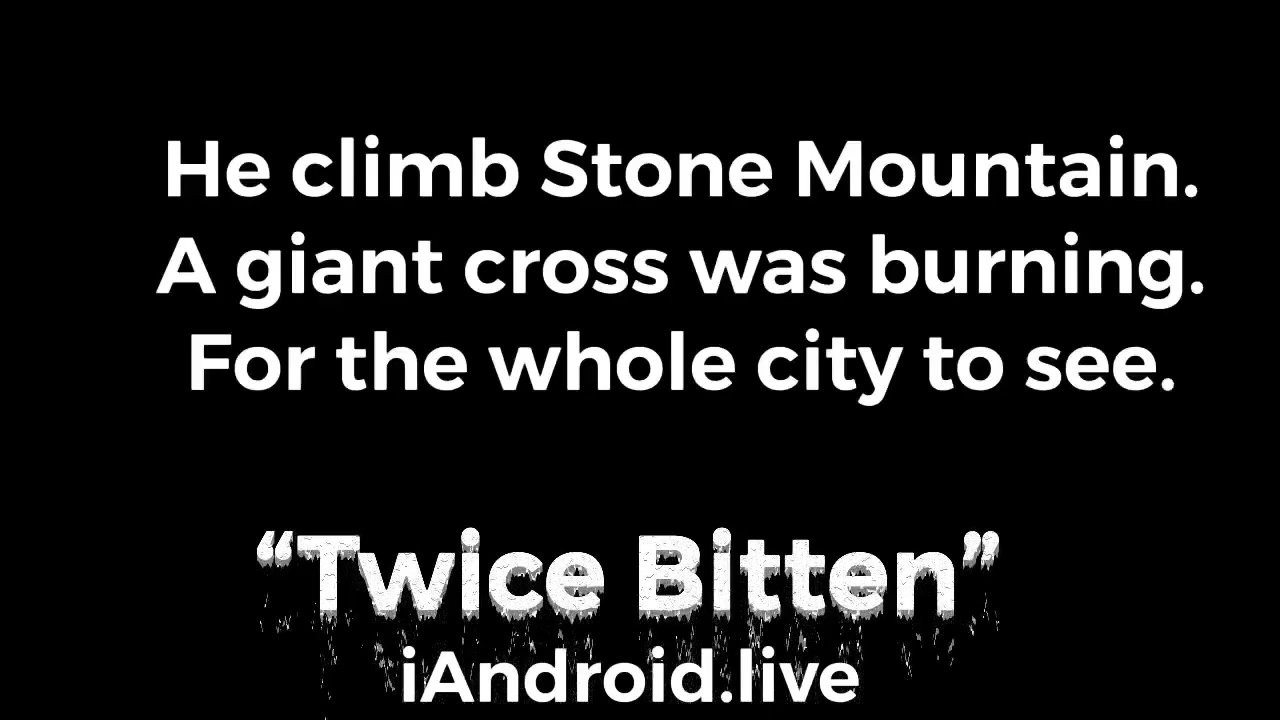 He climb Stone Mountain.
A giant cross was burning.
For the whole city to see.
“Twice Bitten”
iAndroid.live